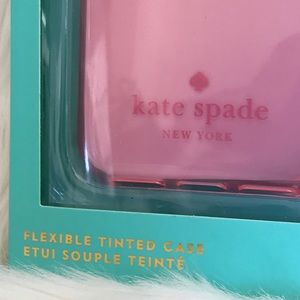 kate spade
NEW YORK
FLEXIBLE TINTED CASE
ETUI SOUPLE TEINTÉ